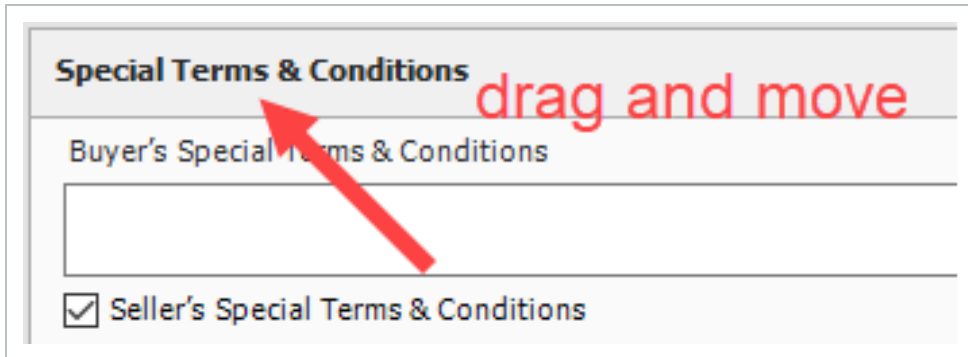 Special Terms & Conditions
drag and move
Buyer’s Special Terms & Conditions
Seller’s Special Terms & Conditions